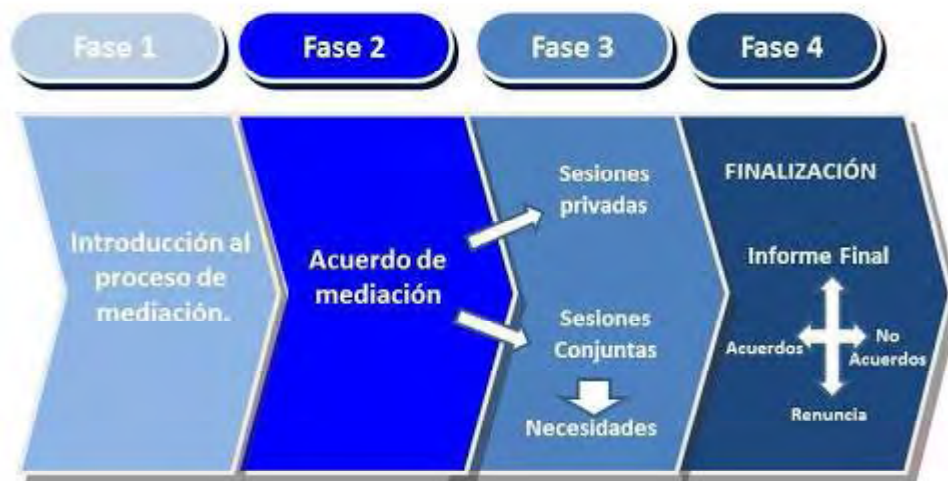 Fase 1
Fase 2
Fase 3
Fase 4
Introducción al
proceso de
mediación.
Acuerdo de
mediación
Sesiones
privadas
Sesiones
Conjuntas
Necesidades
FINALIZACIÓN
Informe Final
Acuerdos
No
Acuerdos
Renuncia